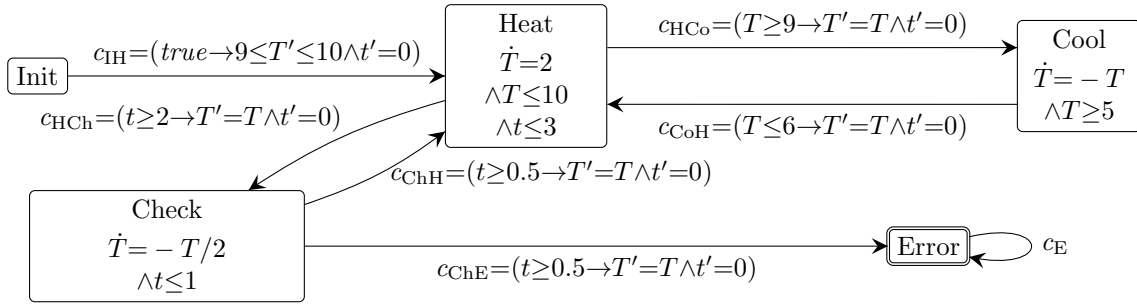 Init
c_IH=(true→9≤T′≤10∧t′=0)
Heat
Ṫ=2
∧T≤10
∧t≤3
c_HCo=(T≥9→T′=T∧t′=0)
Cool
Ṫ=−T
∧T≥5
c_CoH=(T≤6→T′=T∧t′=0)
c_HCh=(t≥2→T′=T∧t′=0)
c_ChH=(t≥0.5→T′=T∧t′=0)
Check
Ṫ=−T/2
∧t≤1
c_ChE=(t≥0.5→T′=T∧t′=0)
Error
c_E